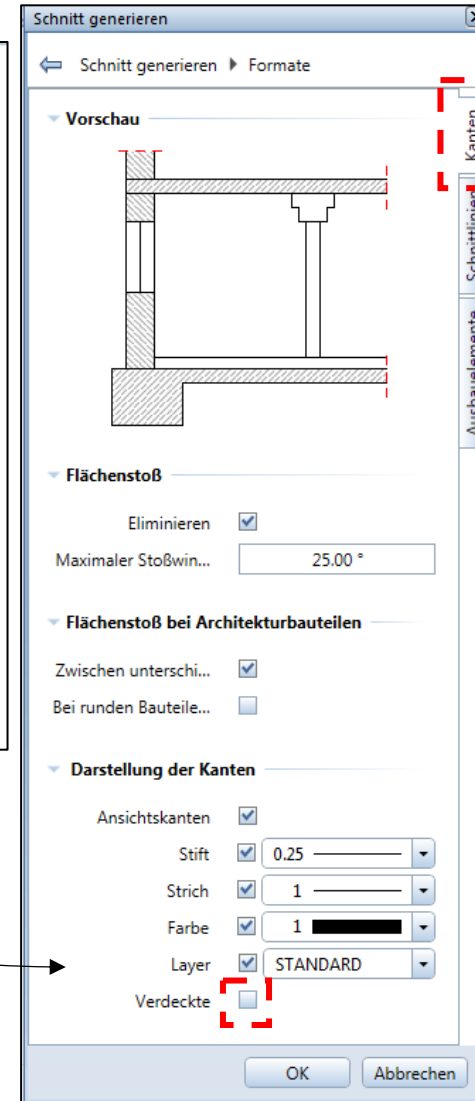 Schnitt generieren
Schnitt generieren Formate
Kanten
Schnittlinien
Ausbauelemente
Vorschau
Flächenstoß
Eliminieren
Maximaler Stoßwin... 25.00 °
Flächenstoß bei Architekturbauteilen
Zwischen unterschi...
Bei runden Bauteile...
Darstellung der Kanten
Ansichtskanten
Stift 0.25
Strich 1
Farbe 1
Layer STANDARD
Verdeckte
OK Abbrechen